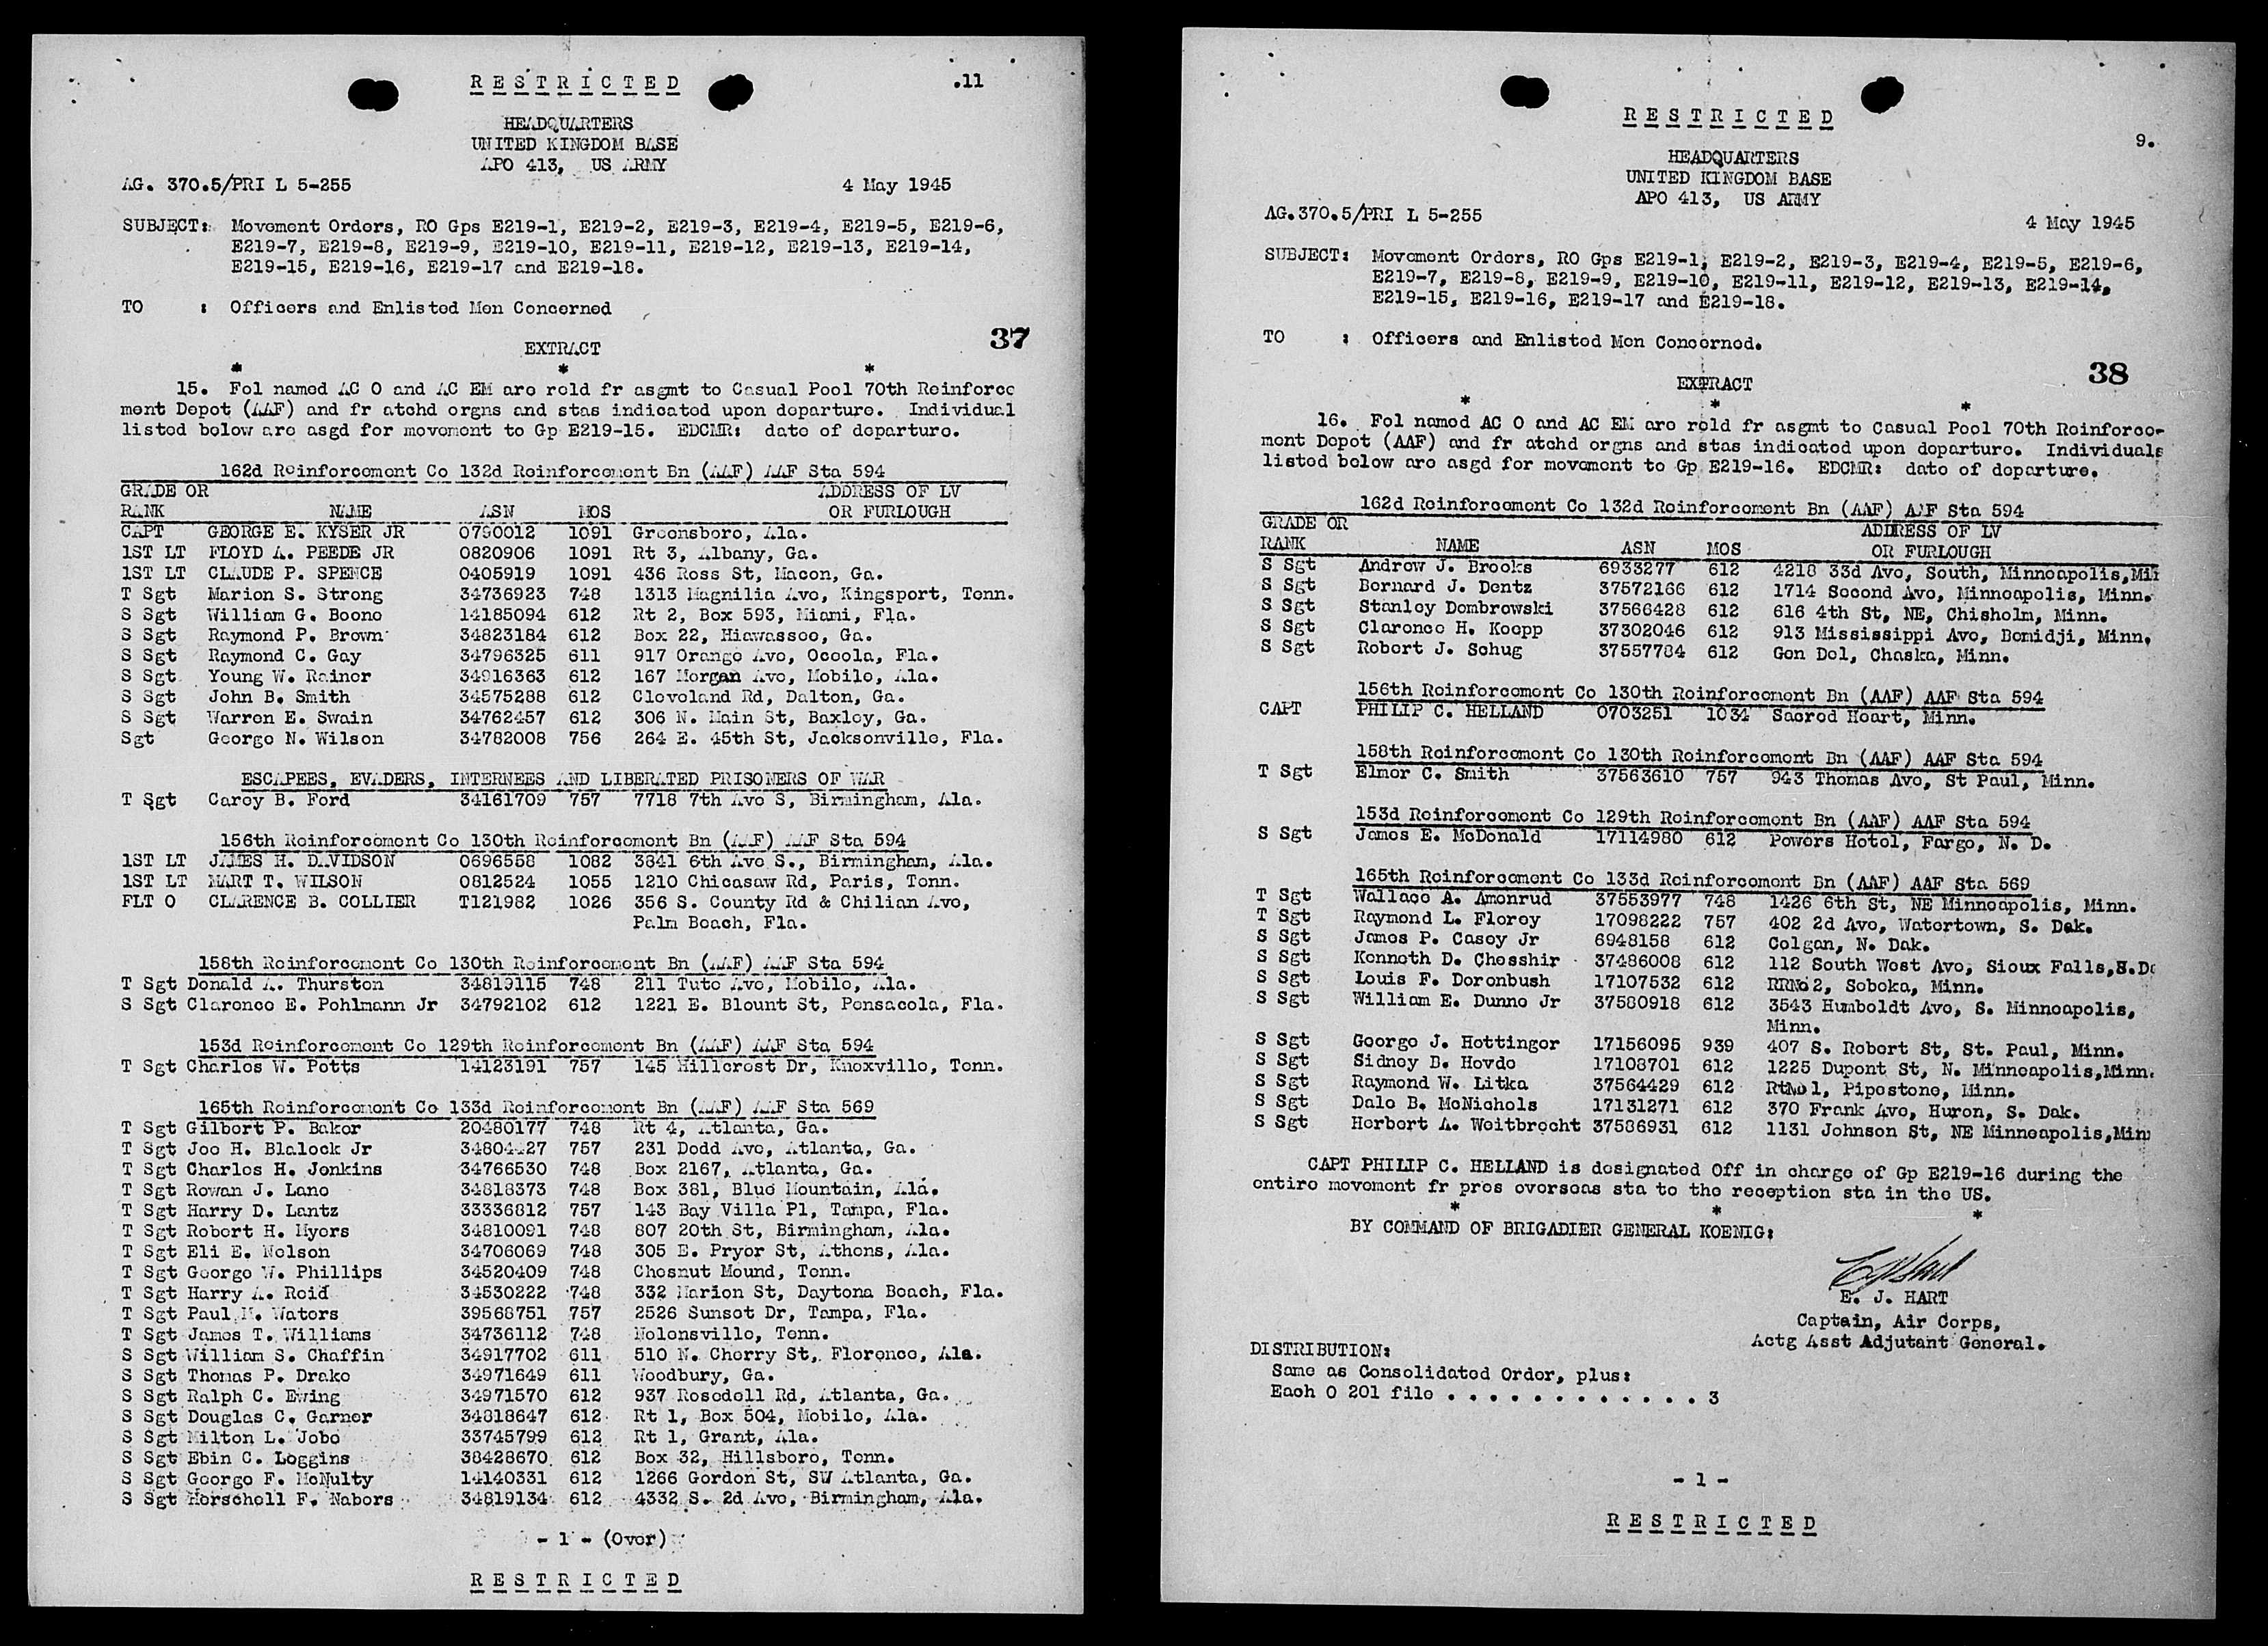 R E S T R I C T E D
.11
HEADQUARTERS
UNITED KINGDOM BASE
APO 413, US ARMY
AG. 370.5/PRI L 5-255 4 May 1945
SUBJECT: Movement Orders, RO Gps E219-1, E219-2, E219-3, E219-4, E219-5, E219-6,
E219-7, E219-8, E219-9, E219-10, E219-11, E219-12, E219-13, E219-14,
E219-15, E219-16, E219-17 and E219-18.
TO : Officers and Enlisted Men Concerned
37
EXTRACT
* * *
15. Fol named AC O and AC EM are reld fr asgmt to Casual Pool 70th Reinforce
ment Depot (AAF) and fr atchd orgns and stas indicated upon departure. Individual
listed below are asgd for movement to Gp E219-15. EDCMR: date of departure.
162d Reinforcement Co 132d Reinforcement Bn (AAF) AAF Sta 594
GRADE OR ADDRESS OF LV
RANK NAME ASN MOS OR FURLOUGH
CAPT GEORGE E. KYSER JR 0790012 1091 Greensboro, Ala.
1ST LT FLOYD A. PEEDE JR 0820906 1091 Rt 3, Albany, Ga.
1ST LT CLAUDE P. SPENCE 0405919 1091 436 Ross St, Macon, Ga.
T Sgt Marion S. Strong 34736923 748 1313 Magnilia Ave, Kingsport, Tenn.
S Sgt William G. Boone 14185094 612 Rt 2, Box 593, Miami, Fla.
S Sgt Raymond P. Brown 34823184 612 Box 22, Hiawassee, Ga.
S Sgt Raymond C. Gay 34796325 611 917 Orange Ave, Ocoola, Fla.
S Sgt Young W. Rainer 34916363 612 167 Morgan Ave, Mobile, Ala.
S Sgt John B. Smith 34575288 612 Cleveland Rd, Dalton, Ga.
S Sgt Warren E. Swain 34762457 612 306 N. Main St, Baxley, Ga.
Sgt George N. Wilson 34782008 756 264 E. 45th St, Jacksonville, Fla.
ESCAPEES, EVADERS, INTERNEES AND LIBERATED PRISONERS OF WAR
T Sgt Carey B. Ford 34161709 757 7718 7th Ave S, Birmingham, Ala.
156th Reinforcement Co 130th Reinforcement Bn (AAF) AAF Sta 594
1ST LT JAMES H. DAVIDSON 0696558 1082 3841 6th Ave S., Birmingham, Ala.
1ST LT MART T. WILSON 0812524 1055 1210 Chicasaw Rd, Paris, Tenn.
FLT O CLARENCE B. COLLIER T121982 1026 356 S. County Rd & Chilian Ave,
Palm Beach, Fla.
158th Reinforcement Co 130th Reinforcement Bn (AAF) AAF Sta 594
T Sgt Donald A. Thurston 34819115 748 211 Tuto Ave, Mobile, Ala.
S Sgt Clarence E. Pohlmann Jr 34792102 612 1221 E. Blount St, Pensacola, Fla.
153d Reinforcement Co 129th Reinforcement Bn (AAF) AAF Sta 594
T Sgt Charles W. Potts 14123191 757 145 Hillcrest Dr, Knoxville, Tenn.
165th Reinforcement Co 133d Reinforcement Bn (AAF) AAF Sta 569
T Sgt Gilbert P. Baker 20480177 748 Rt 4, Atlanta, Ga.
T Sgt Joe H. Blalock Jr 34804427 757 231 Dodd Ave, Atlanta, Ga.
T Sgt Charles H. Jenkins 34766530 748 Box 2167, Atlanta, Ga.
T Sgt Rowan J. Lane 34818373 748 Box 381, Blue Mountain, Ala.
T Sgt Harry D. Lantz 33336812 757 143 Bay Villa Pl, Tampa, Fla.
T Sgt Robert H. Myers 34810091 748 807 20th St, Birmingham, Ala.
T Sgt Eli E. Nelson 34706069 748 305 E. Pryor St, Athens, Ala.
T Sgt George W. Phillips 34520409 748 Chesnut Mound, Tenn.
T Sgt Harry A. Reid 34530222 748 332 Marion St, Daytona Beach, Fla.
T Sgt Paul Waters 39568751 757 2526 Sunset Dr, Tampa, Fla.
T Sgt James T. Williams 34736112 748 Nolensville, Tenn.
S Sgt William S. Chaffin 34917702 611 510 N. Cherry St, Florence, Ala.
S Sgt Thomas P. Drake 34971649 611 Woodbury, Ga.
S Sgt Ralph C. Ewing 34971570 612 937 Rosedell Rd, Atlanta, Ga.
S Sgt Douglas C. Garner 34818647 612 Rt 1, Box 504, Mobile, Ala.
S Sgt Milton L. Jobe 33745799 612 Rt 1, Grant, Ala.
S Sgt Ebin C. Loggins 38428670 612 Box 32, Hillsboro, Tenn.
S Sgt George F. McNulty 14140331 612 1266 Gordon St, SW Atlanta, Ga.
S Sgt Herschell F. Nabors 34819134 612 4332 S. 2d Ave, Birmingham, Ala.
- 1 - (Over)
R E S T R I C T E D
R E S T R I C T E D
9.
HEADQUARTERS
UNITED KINGDOM BASE
APO 413, US ARMY
AG.370.5/PRI L 5-255
4 May 1945
SUBJECT: Movement Orders, RO Gps E219-1, E219-2, E219-3, E219-4, E219-5, E219-6,
E219-7, E219-8, E219-9, E219-10, E219-11, E219-12, E219-13, E219-14,
E219-15, E219-16, E219-17 and E219-18.
TO : Officers and Enlisted Men Concerned.
38
EXTRACT
* * *
16. Fol named AC O and AC EM are reld fr asgmt to Casual Pool 70th Reinforce-
ment Depot (AAF) and fr atchd orgns and stas indicated upon departure. Individuals
listed below are asgd for movement to Gp E219-16. EDCMR: date of departure.
162d Reinforcement Co 132d Reinforcement Bn (AAF) AAF Sta 594
GRADE OR ADDRESS OF LV
RANK NAME ASN MOS OR FURLOUGH
S Sgt Andrew J. Brooks 6933277 612 4218 33d Ave, South, Minneapolis, Mi
S Sgt Bernard J. Dentz 37572166 612 1714 Second Ave, Minneapolis, Minn.
S Sgt Stanley Dombrowski 37566428 612 616 4th St, NE, Chisholm, Minn.
S Sgt Clarence H. Koepp 37302046 612 913 Mississippi Ave, Bemidji, Minn.
S Sgt Robert J. Schug 37557784 612 Gen Del, Chaska, Minn.
156th Reinforcement Co 130th Reinforcement Bn (AAF) AAF Sta 594
CAPT PHILIP C. HELLAND 0703251 1034 Sacred Heart, Minn.
158th Reinforcement Co 130th Reinforcement Bn (AAF) AAF Sta 594
T Sgt Elmer C. Smith 37563610 757 943 Thomas Ave, St Paul, Minn.
153d Reinforcement Co 129th Reinforcement Bn (AAF) AAF Sta 594
S Sgt James E. McDonald 17114980 612 Powers Hotel, Fargo, N. D.
165th Reinforcement Co 133d Reinforcement Bn (AAF) AAF Sta 569
T Sgt Wallace A. Amonrud 37553977 748 1426 6th St, NE Minneapolis, Minn.
T Sgt Raymond L. Florey 17098222 757 402 2d Ave, Watertown, S. Dak.
S Sgt James P. Casey Jr 6948158 612 Colgan, N. Dak.
S Sgt Kenneth D. Chesshir 37486008 612 112 South West Ave, Sioux Falls,S.D
S Sgt Louis F. Dorenbush 17107532 612 RRNo2, Seboka, Minn.
S Sgt William E. Dunne Jr 37580918 612 3543 Humboldt Ave, S. Minneapolis,
Minn.
S Sgt George J. Hottinger 17156095 939 407 S. Robert St, St. Paul, Minn.
S Sgt Sidney B. Hovde 17108701 612 1225 Dupont St, N. Minneapolis,Minn.
S Sgt Raymond W. Litka 37564429 612 RtNo1, Pipestone, Minn.
S Sgt Dale B. McNichols 17131271 612 370 Frank Ave, Huron, S. Dak.
S Sgt Herbert A. Weitbrecht 37586931 612 1131 Johnson St, NE Minneapolis,Min
CAPT PHILIP C. HELLAND is designated Off in charge of Gp E219-16 during the
entire movement fr pres overseas sta to the reception sta in the US.
* * *
BY COMMAND OF BRIGADIER GENERAL KOENIG:
E. J. HART
Captain, Air Corps,
Actg Asst Adjutant General.
DISTRIBUTION:
Same as Consolidated Order, plus:
Each O 201 file . . . . . . . . . . . . 3
- 1 -
R E S T R I C T E D